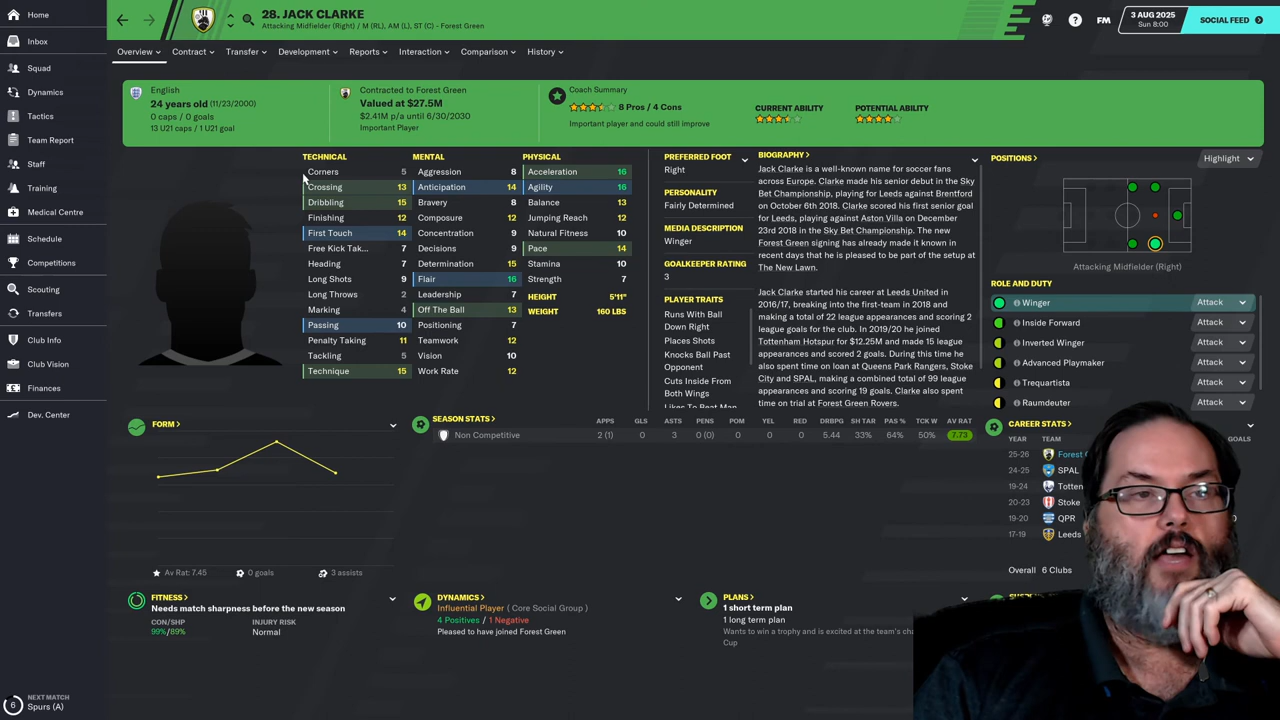 Home
Inbox
Squad
Dynamics
Tactics
Team Report
Staff
Training
Medical Centre
Schedule
Competitions
Scouting
Transfers
Club Info
Club Vision
Finances
Dev. Center
6
NEXT MATCH
Spurs (A)
28. JACK CLARKE
Attacking Midfielder (Right) / M (RL), AM (L), ST (C) - Forest Green
FM
3 AUG 2025
Sun 8:00
SOCIAL FEED
Overview
Contract
Transfer
Development
Reports
Interaction
Comparison
History
English
24 years old (11/23/2000)
0 caps / 0 goals
13 U21 caps / 1 U21 goal
Contracted to Forest Green
Valued at $27.5M
$2.41M p/a until 6/30/2030
Important Player
Coach Summary
8 Pros / 4 Cons
Important player and could still improve
CURRENT ABILITY
POTENTIAL ABILITY
TECHNICAL
Corners 5
Crossing 13
Dribbling 15
Finishing 12
First Touch 14
Free Kick Tak... 7
Heading 7
Long Shots 9
Long Throws 2
Marking 4
Passing 10
Penalty Taking 11
Tackling 5
Technique 15
MENTAL
Aggression 8
Anticipation 14
Bravery 8
Composure 12
Concentration 9
Decisions 9
Determination 15
Flair 16
Leadership 7
Off The Ball 13
Positioning 7
Teamwork 12
Vision 10
Work Rate 12
PHYSICAL
Acceleration 16
Agility 16
Balance 13
Jumping Reach 12
Natural Fitness 10
Pace 14
Stamina 10
Strength 7
HEIGHT 5'11"
WEIGHT 160 LBS
PREFERRED FOOT
Right
PERSONALITY
Fairly Determined
MEDIA DESCRIPTION
Winger
GOALKEEPER RATING
3
PLAYER TRAITS
Runs With Ball
Down Right
Places Shots
Knocks Ball Past
Opponent
Cuts Inside From
Both Wings
Likes To Beat Man
BIOGRAPHY
Jack Clarke is a well-known name for soccer fans
across Europe. Clarke made his senior debut in the Sky
Bet Championship, playing for Leeds against Brentford
on October 6th 2018. Clarke scored his first senior goal
for Leeds, playing against Aston Villa on December
23rd 2018 in the Sky Bet Championship. The new
Forest Green signing has already made it known in
recent days that he is pleased to be part of the setup at
The New Lawn.
Jack Clarke started his career at Leeds United in
2016/17, breaking into the first-team in 2018 and
making a total of 22 league appearances and scoring 2
league goals for the club. In 2019/20 he joined
Tottenham Hotspur for $12.25M and made 15 league
appearances and scored 2 goals. During this time he
also spent time on loan at Queens Park Rangers, Stoke
City and SPAL, making a combined total of 99 league
appearances and scoring 19 goals. Clarke also spent
time on trial at Forest Green Rovers.
POSITIONS
Highlight
Attacking Midfielder (Right)
ROLE AND DUTY
Winger Attack
Inside Forward Attack
Inverted Winger Attack
Advanced Playmaker Attack
Trequartista Attack
Raumdeuter Attack
FORM
Av Rat: 7.45
0 goals
3 assists
SEASON STATS
APPS GLS ASTS PENS POM YEL RED DRBPG SH TAR PAS % TCK W AV RAT
Non Competitive 2 (1) 0 3 0 (0) 0 0 0 5.44 33% 64% 50% 7.73
CAREER STATS
YEAR TEAM GOALS
25-26 Forest
24-25 SPAL
19-24
20-23 Stoke
19-20 QPR 0
17-19 Leeds
Overall 6 Clubs
FITNESS
Needs match sharpness before the new season
CON/SHP
99%/89%
INJURY RISK
Normal
DYNAMICS
Influential Player ( Core Social Group )
4 Positives / 1 Negative
Pleased to have joined Forest Green
PLANS
1 short term plan
1 long term plan
Wants to win a trophy and is excited at the team's
Cup